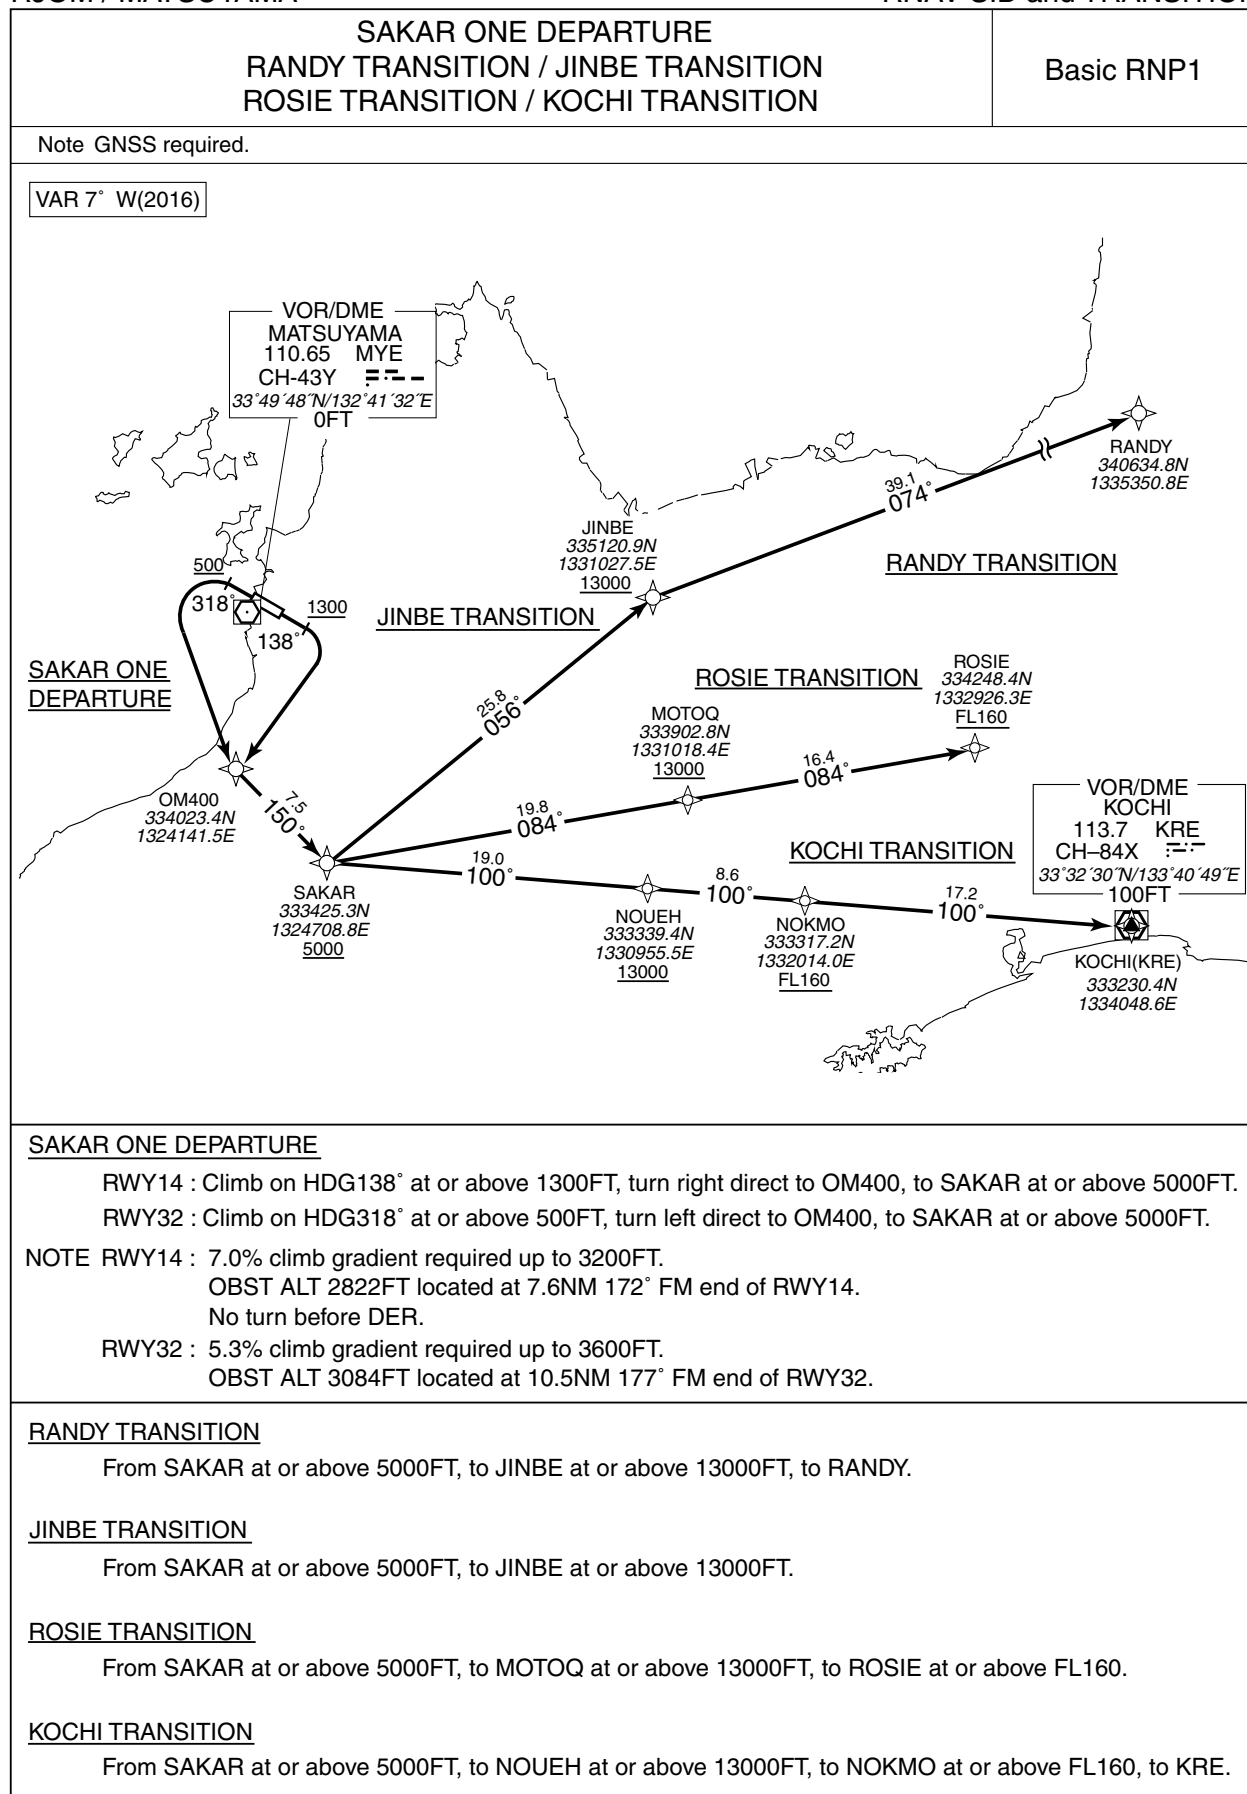 RJOM / MATSUYAMA
RNAV SID and TRANSITION
SAKAR ONE DEPARTURE
RANDY TRANSITION / JINBE TRANSITION
ROSIE TRANSITION / KOCHI TRANSITION
Basic RNP1
Note GNSS required.
VAR 7° W(2016)
VOR/DME
MATSUYAMA
110.65 MYE
CH-43Y
33°49´48˝N/132°41´32˝E
0FT
RANDY
340634.8N
1335350.8E
39.1
074°
JINBE
335120.9N
1331027.5E
13000
RANDY TRANSITION
500
318°
1300
138°
JINBE TRANSITION
SAKAR ONE
DEPARTURE
ROSIE TRANSITION
ROSIE
334248.4N
1332926.3E
FL160
25.8
056°
MOTOQ
333902.8N
1331018.4E
13000
16.4
084°
OM400
334023.4N
1324141.5E
7.5
150°
19.8
084°
VOR/DME
KOCHI
113.7 KRE
CH–84X
33°32´30˝N/133°40´49˝E
100FT
KOCHI TRANSITION
19.0
100°
8.6
100°
17.2
100°
SAKAR
333425.3N
1324708.8E
5000
NOUEH
333339.4N
1330955.5E
13000
NOKMO
333317.2N
1332014.0E
FL160
KOCHI(KRE)
333230.4N
1334048.6E
SAKAR ONE DEPARTURE
RWY14 : Climb on HDG138° at or above 1300FT, turn right direct to OM400, to SAKAR at or above 5000FT.
RWY32 : Climb on HDG318° at or above 500FT, turn left direct to OM400, to SAKAR at or above 5000FT.
NOTE RWY14 : 7.0% climb gradient required up to 3200FT.
OBST ALT 2822FT located at 7.6NM 172° FM end of RWY14.
No turn before DER.
RWY32 : 5.3% climb gradient required up to 3600FT.
OBST ALT 3084FT located at 10.5NM 177° FM end of RWY32.
RANDY TRANSITION
From SAKAR at or above 5000FT, to JINBE at or above 13000FT, to RANDY.
JINBE TRANSITION
From SAKAR at or above 5000FT, to JINBE at or above 13000FT.
ROSIE TRANSITION
From SAKAR at or above 5000FT, to MOTOQ at or above 13000FT, to ROSIE at or above FL160.
KOCHI TRANSITION
From SAKAR at or above 5000FT, to NOUEH at or above 13000FT, to NOKMO at or above FL160, to KRE.